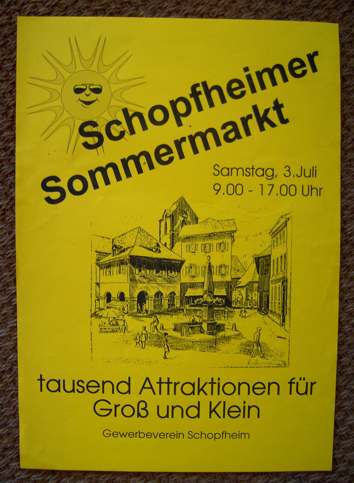 Schopfheimer
Sommermarkt
Samstag, 3.Juli
9.00 - 17.00 Uhr
tausend Attraktionen für
Groß und Klein
Gewerbeverein Schopfheim